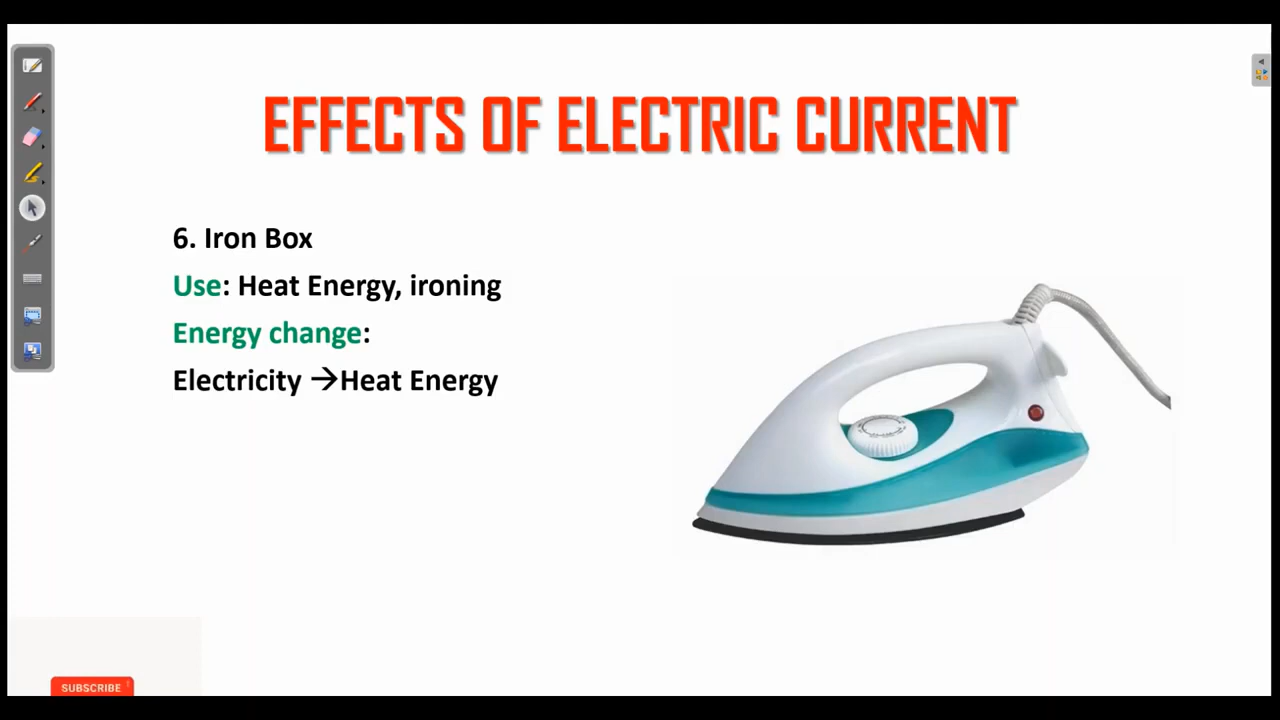 EFFECTS OF ELECTRIC CURRENT
6. Iron Box
Use: Heat Energy, ironing
Energy change:
Electricity →Heat Energy
SUBSCRIBE